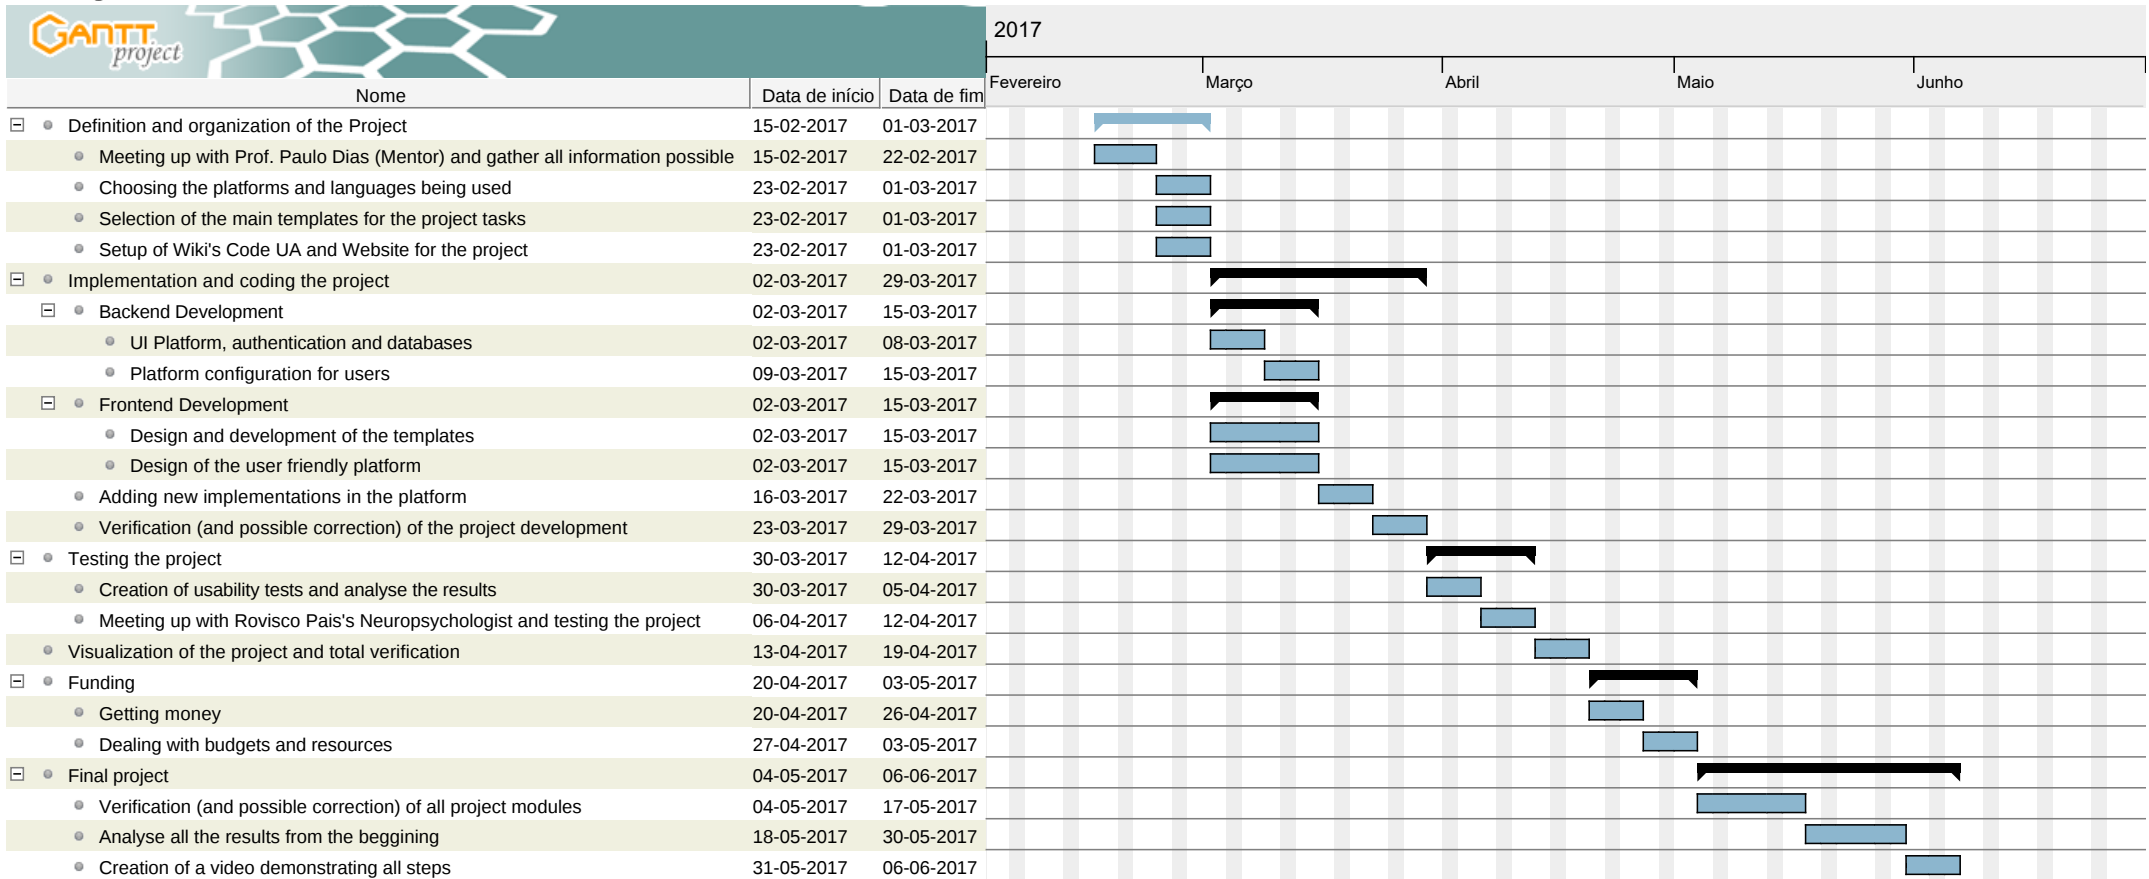 GANTT
project
2017
Fevereiro Março Abril Maio Junho
Nome Data de início Data de fim
Definition and organization of the Project 15-02-2017 01-03-2017
Meeting up with Prof. Paulo Dias (Mentor) and gather all information possible 15-02-2017 22-02-2017
Choosing the platforms and languages being used 23-02-2017 01-03-2017
Selection of the main templates for the project tasks 23-02-2017 01-03-2017
Setup of Wiki's Code UA and Website for the project 23-02-2017 01-03-2017
Implementation and coding the project 02-03-2017 29-03-2017
Backend Development 02-03-2017 15-03-2017
UI Platform, authentication and databases 02-03-2017 08-03-2017
Platform configuration for users 09-03-2017 15-03-2017
Frontend Development 02-03-2017 15-03-2017
Design and development of the templates 02-03-2017 15-03-2017
Design of the user friendly platform 02-03-2017 15-03-2017
Adding new implementations in the platform 16-03-2017 22-03-2017
Verification (and possible correction) of the project development 23-03-2017 29-03-2017
Testing the project 30-03-2017 12-04-2017
Creation of usability tests and analyse the results 30-03-2017 05-04-2017
Meeting up with Rovisco Pais's Neuropsychologist and testing the project 06-04-2017 12-04-2017
Visualization of the project and total verification 13-04-2017 19-04-2017
Funding 20-04-2017 03-05-2017
Getting money 20-04-2017 26-04-2017
Dealing with budgets and resources 27-04-2017 03-05-2017
Final project 04-05-2017 06-06-2017
Verification (and possible correction) of all project modules 04-05-2017 17-05-2017
Analyse all the results from the beggining 18-05-2017 30-05-2017
Creation of a video demonstrating all steps 31-05-2017 06-06-2017